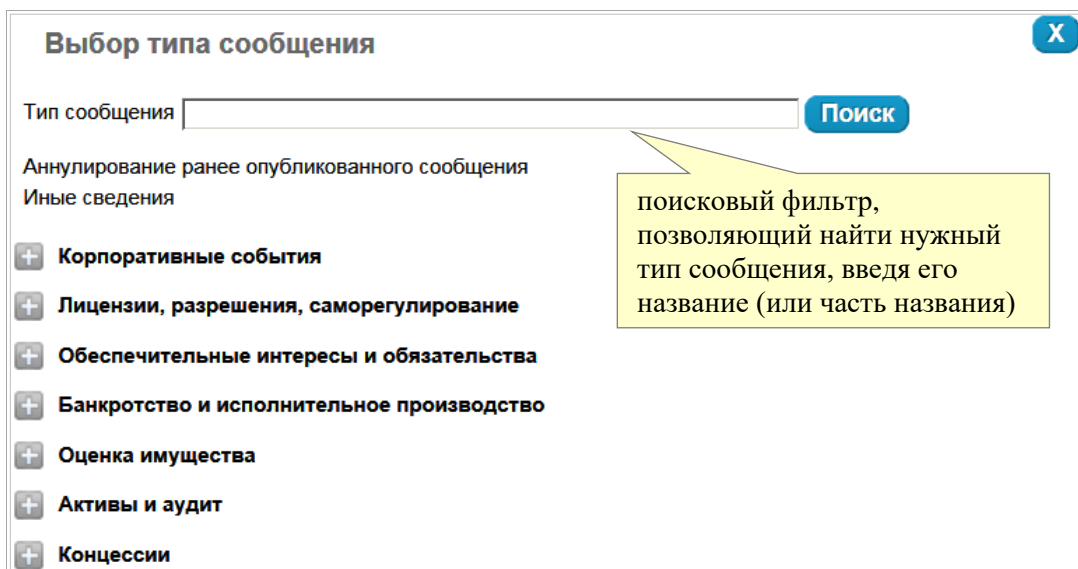 Выбор типа сообщения
X
Тип сообщения
Поиск
Аннулирование ранее опубликованного сообщения
Иные сведения
поисковый фильтр,
позволяющий найти нужный
тип сообщения, введя его
название (или часть названия)
Корпоративные события
Лицензии, разрешения, саморегулирование
Обеспечительные интересы и обязательства
Банкротство и исполнительное производство
Оценка имущества
Активы и аудит
Концессии